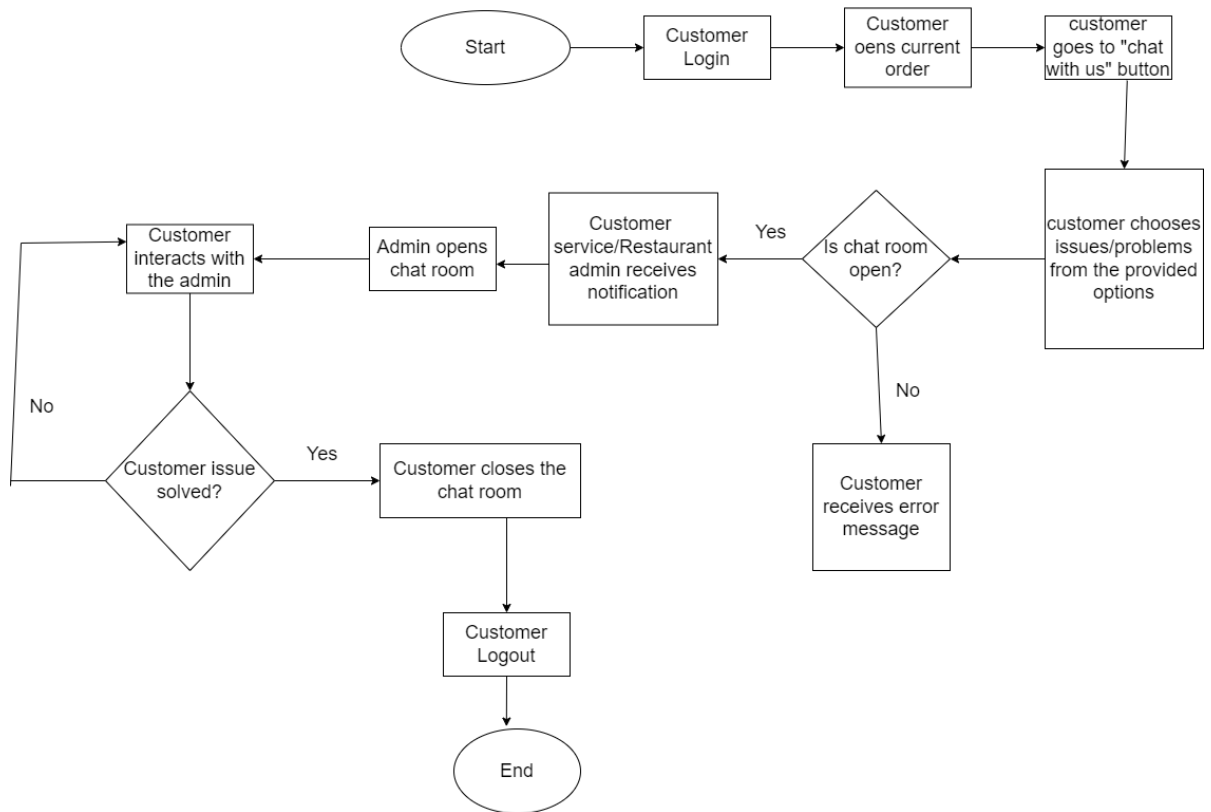 Start
Customer
Login
Customer
oens current
order
customer
goes to "chat
with us" button
customer chooses
issues/problems
from the provided
options
Is chat room
open?
Yes
Customer
service/Restaurant
admin receives
notification
Admin opens
chat room
Customer
interacts with
the admin
No
Customer
receives error
message
No
Customer issue
solved?
Yes
Customer closes the
chat room
Customer
Logout
End